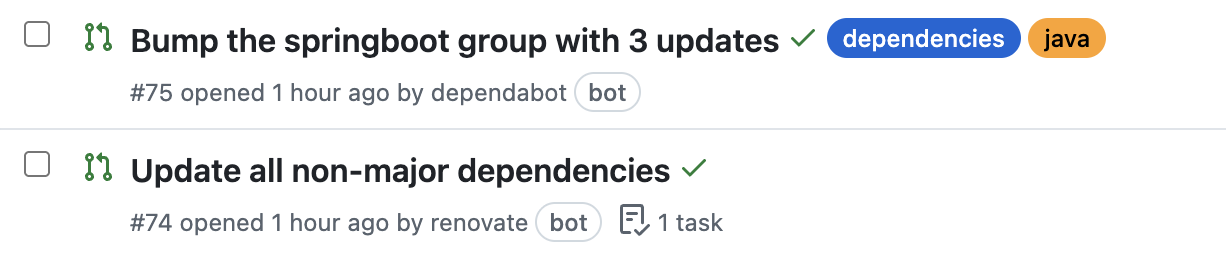 Bump the springboot group with 3 updates dependencies java
#75 opened 1 hour ago by dependabot bot
Update all non-major dependencies
#74 opened 1 hour ago by renovate bot 1 task